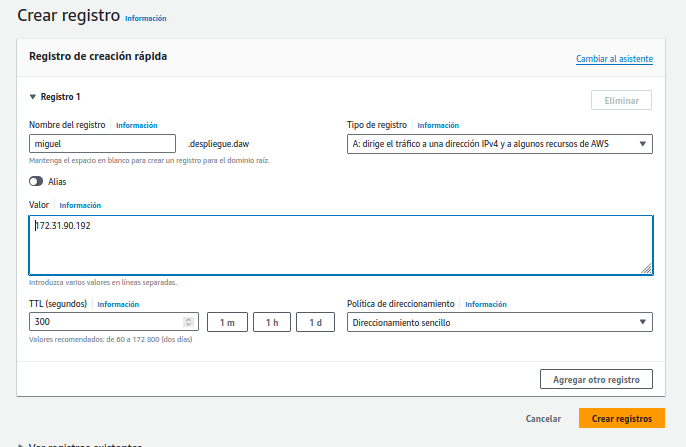 Crear registro Información
Registro de creación rápida
Cambiar al asistente
Registro 1
Eliminar
Nombre del registro Información
Tipo de registro Información
miguel .despliegue.daw
A: dirige el tráfico a una dirección IPv4 y a algunos recursos de AWS
Mantenga el espacio en blanco para crear un registro para el dominio raíz.
Alias
Valor Información
172.31.90.192
Introduzca varios valores en líneas separadas.
TTL (segundos) Información
Política de direccionamiento Información
300
1 m
1 h
1 d
Direccionamiento sencillo
Valores recomendados: de 60 a 172 800 (dos días)
Agregar otro registro
Cancelar
Crear registros
Ver registros existentes